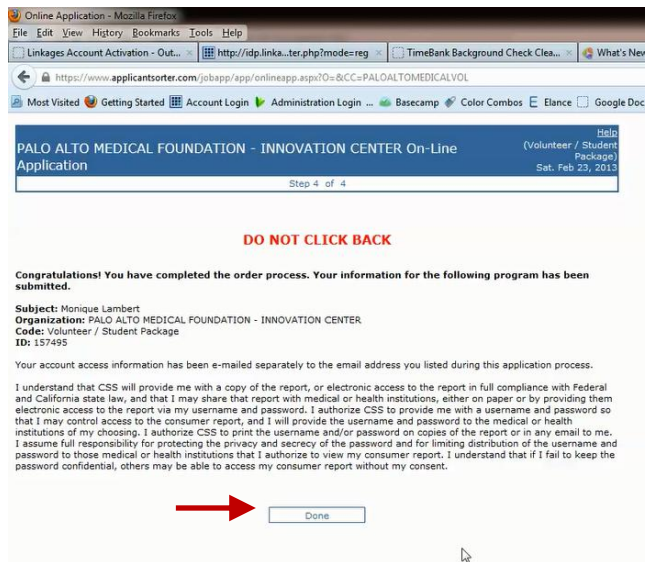 Online Application - Mozilla Firefox
File Edit View History Bookmarks Tools Help
Linkages Account Activation - Out... × http://idp.linka...ter.php?mode=reg × TimeBank Background Check Clea... × What's New
https://www.applicantsorter.com/jobapp/app/onlineapp.aspx?O=&CC=PALOALTOMEDICALVOL
Most Visited Getting Started Account Login Administration Login ... Basecamp Color Combos Elance Google Doc
Help
PALO ALTO MEDICAL FOUNDATION - INNOVATION CENTER On-Line (Volunteer / Student
Application Package)
Sat. Feb 23, 2013
Step 4 of 4
DO NOT CLICK BACK
Congratulations! You have completed the order process. Your information for the following program has been
submitted.
Subject: Monique Lambert
Organization: PALO ALTO MEDICAL FOUNDATION - INNOVATION CENTER
Code: Volunteer / Student Package
ID: 157495
Your account access information has been e-mailed separately to the email address you listed during this application process.
I understand that CSS will provide me with a copy of the report, or electronic access to the report in full compliance with Federal
and California state law, and that I may share that report with medical or health institutions, either on paper or by providing them
electronic access to the report via my username and password. I authorize CSS to provide me with a username and password so
that I may control access to the consumer report, and I will provide the username and password to the medical or health
institutions of my choosing. I authorize CSS to print the username and/or password on copies of the report or in any email to me.
I assume full responsibility for protecting the privacy and secrecy of the password and for limiting distribution of the username and
password to those medical or health institutions that I authorize to view my consumer report. I understand that if I fail to keep the
password confidential, others may be able to access my consumer report without my consent.
Done